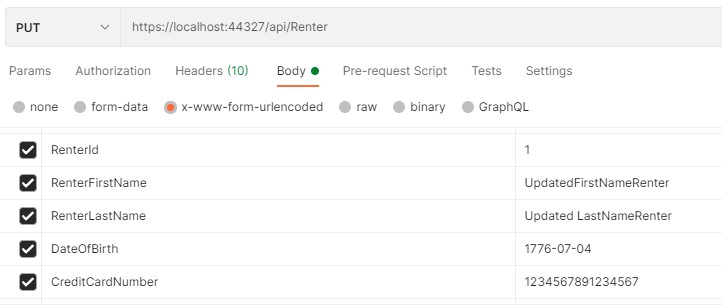 PUT https://localhost:44327/api/Renter
Params Authorization Headers (10) Body Pre-request Script Tests Settings
none form-data x-www-form-urlencoded raw binary GraphQL
RenterId 1
RenterFirstName UpdatedFirstNameRenter
RenterLastName Updated LastNameRenter
DateOfBirth 1776-07-04
CreditCardNumber 1234567891234567